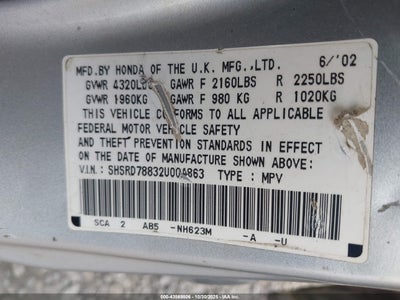 MFD.BY HONDA OF THE U.K. MFG.,LTD. 6/'02
GVWR 4320LBS GAWR F 2160LBS R 2250LBS
GVWR 1960KG GAWR F 980 KG R 1020KG
THIS VEHICLE CONFORMS TO ALL APPLICABLE
FEDERAL MOTOR VEHICLE SAFETY
AND THEFT PREVENTION STANDARDS IN EFFECT
ON THE DATE OF MANUFACTURE SHOWN ABOVE:
V.I.N.: SHSRD78832U004863 TYPE : MPV
SCA 2 AB5 -NH623M -A -U